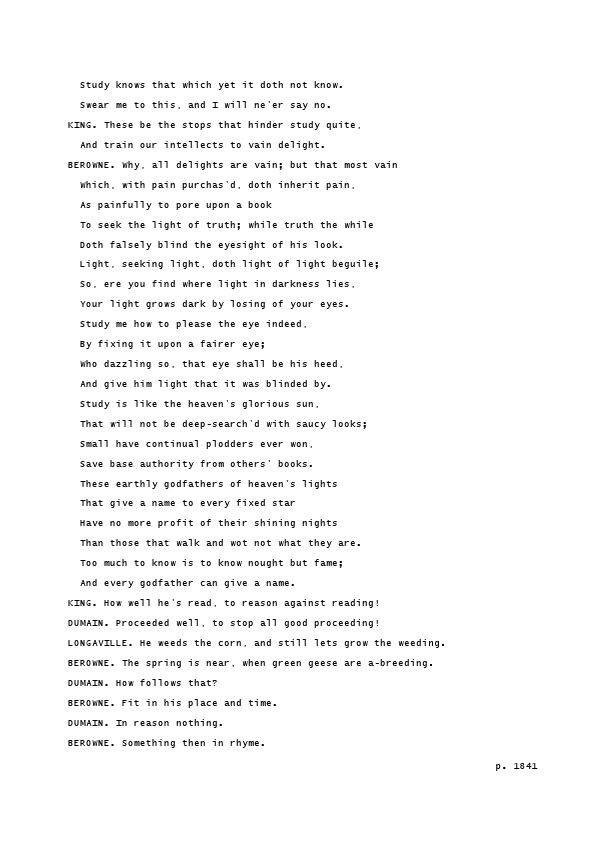 Study knows that which yet it doth not know.
Swear me to this, and I will ne'er say no.
KING. These be the stops that hinder study quite,
And train our intellects to vain delight.
BEROWNE. Why, all delights are vain; but that most vain
Which, with pain purchas'd, doth inherit pain,
As painfully to pore upon a book
To seek the light of truth; while truth the while
Doth falsely blind the eyesight of his look.
Light, seeking light, doth light of light beguile;
So, ere you find where light in darkness lies,
Your light grows dark by losing of your eyes.
Study me how to please the eye indeed,
By fixing it upon a fairer eye;
Who dazzling so, that eye shall be his heed,
And give him light that it was blinded by.
Study is like the heaven's glorious sun,
That will not be deep-search'd with saucy looks;
Small have continual plodders ever won,
Save base authority from others' books.
These earthly godfathers of heaven's lights
That give a name to every fixed star
Have no more profit of their shining nights
Than those that walk and wot not what they are.
Too much to know is to know nought but fame;
And every godfather can give a name.
KING. How well he's read, to reason against reading!
DUMAIN. Proceeded well, to stop all good proceeding!
LONGAVILLE. He weeds the corn, and still lets grow the weeding.
BEROWNE. The spring is near, when green geese are a-breeding.
DUMAIN. How follows that?
BEROWNE. Fit in his place and time.
DUMAIN. In reason nothing.
BEROWNE. Something then in rhyme.
p. 1841